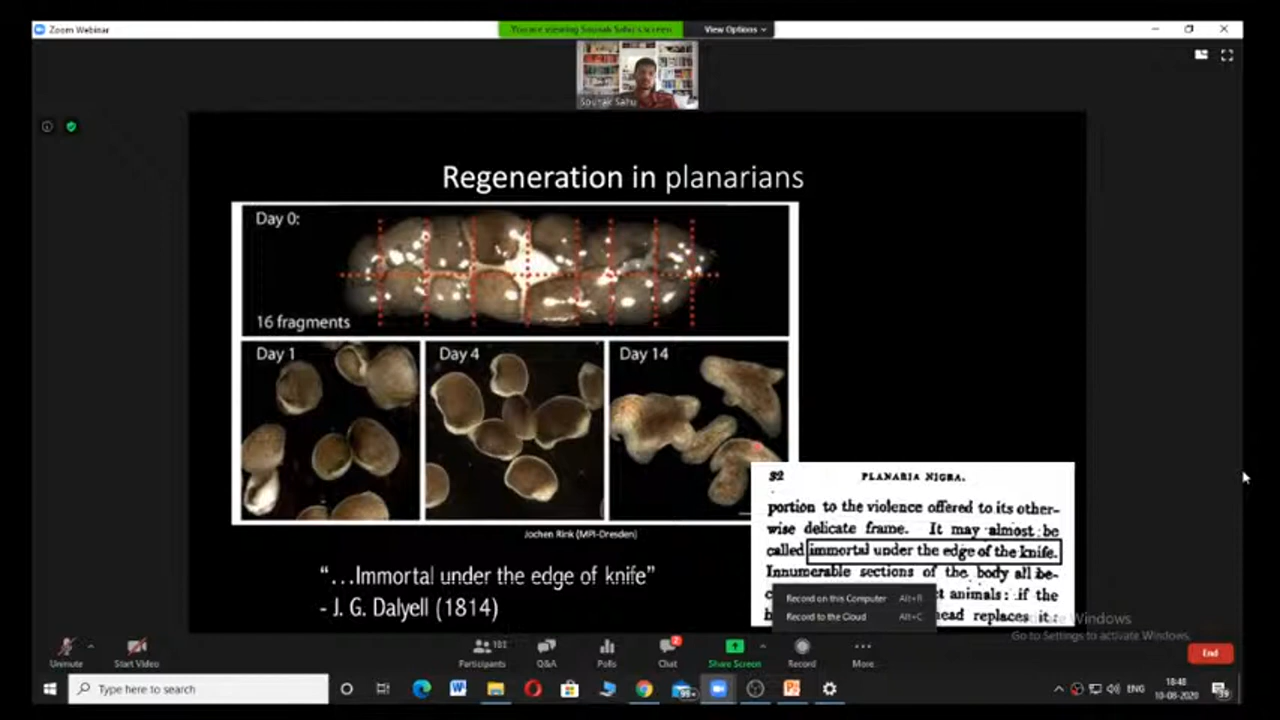 Zoom Webinar
You are viewing Sourak Sahu's screen
View Options
Sourak Sahu
Regeneration in planarians
Day 0:
16 fragments
Day 1
Day 4
Day 14
Jochen Rink (MPI-Dresden)
"...Immortal under the edge of knife"
- J. G. Dalyell (1814)
32 PLANARIA NIGRA.
portion to the violence offered to its other-
wise delicate frame. It may almost be
called immortal under the edge of the knife.
Innumerable sections of the body all be-
animals: if the
replaces it:
Record on this Computer Alt+R
Record to the Cloud Alt+C
Windows
Go to Settings to activate Windows.
Unmute
Start Video
Participants
Q&A
Polls
2
Chat
Share Screen
Record
More
End
Type here to search
99+
ENG
18:48
10-08-2020
39